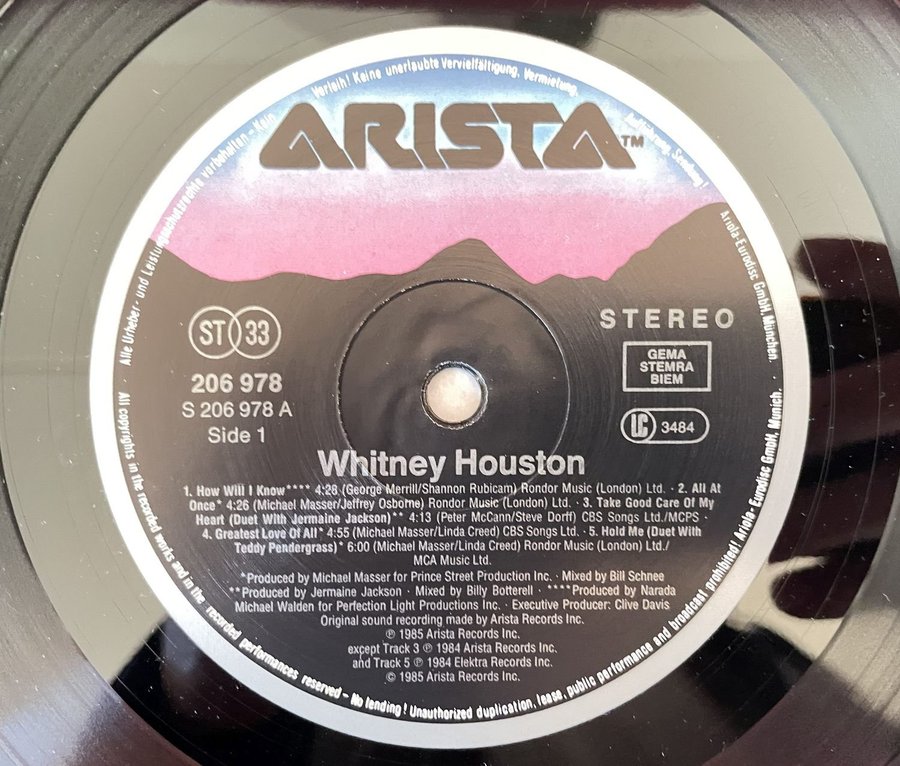 Alle Urheber- und Leistungsschutzrechte vorbehalten – Kein Verleih! Keine unerlaubte Vervielfältigung, Vermietung, Aufführung, Sendung!
ARISTA™
Ariola-Eurodisc GmbH, München.
ST 33
STEREO
206 978
GEMA
STEMRA
BIEM
S 206 978 A
LC 3484
Side 1
Whitney Houston
1. How Will I Know**** 4:28 (George Merrill/Shannon Rubicam) Rondor Music (London) Ltd. · 2. All At
Once* 4:26 (Michael Masser/Jeffrey Osborne) Rondor Music (London) Ltd. · 3. Take Good Care Of My
Heart (Duet With Jermaine Jackson)** 4:13 (Peter McCann/Steve Dorff) CBS Songs Ltd./MCPS ·
4. Greatest Love Of All* 4:55 (Michael Masser/Linda Creed) CBS Songs Ltd. · 5. Hold Me (Duet With
Teddy Pendergrass)* 6:00 (Michael Masser/Linda Creed) Rondor Music (London) Ltd./
MCA Music Ltd.
*Produced by Michael Masser for Prince Street Production Inc. · Mixed by Bill Schnee
**Produced by Jermaine Jackson · Mixed by Billy Botterell · ****Produced by Narada
Michael Walden for Perfection Light Productions Inc. · Executive Producer: Clive Davis
Original sound recording made by Arista Records Inc.
℗ 1985 Arista Records Inc.
except Track 3 ℗ 1984 Arista Records Inc.
and Track 5 ℗ 1984 Elektra Records Inc.
© 1985 Arista Records Inc.
All copyrights in the recorded works and in the recorded performances reserved – No lending! Unauthorized duplication, lease, public performance and broadcast prohibited! Ariola-Eurodisc GmbH, Munich.